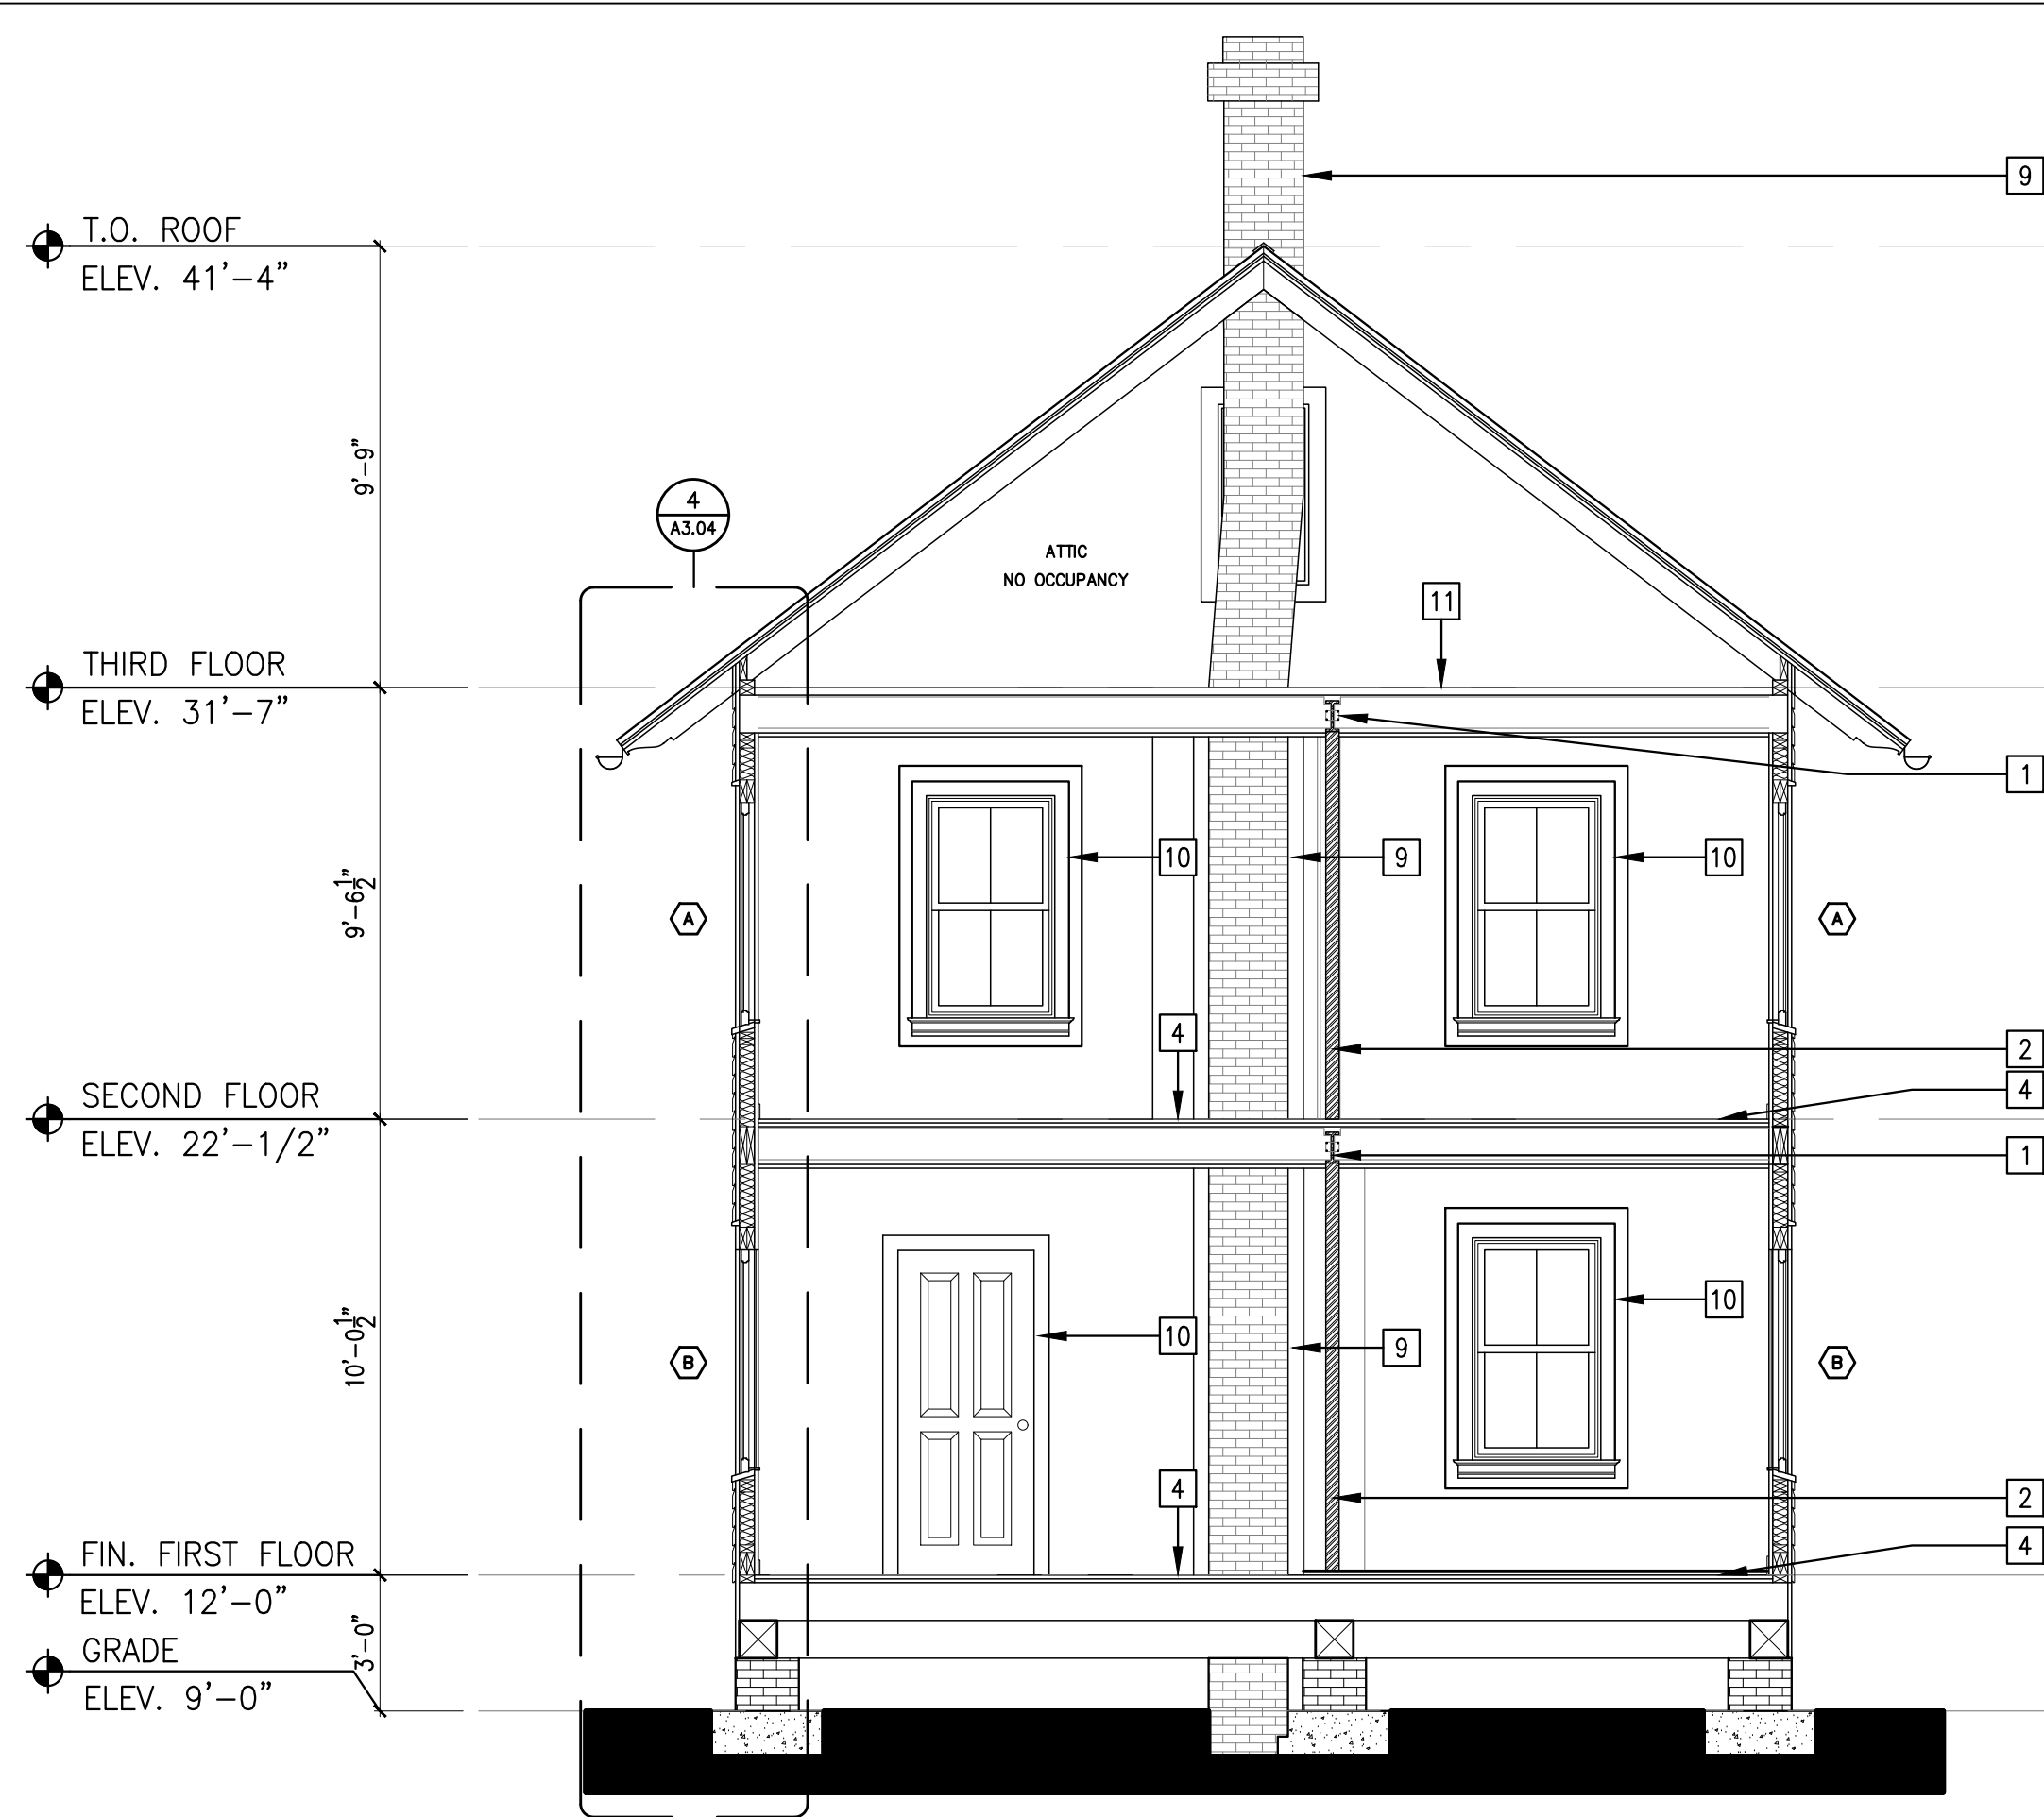 9
T.O. ROOF
ELEV. 41'-4"
9'-9"
4
A3.04
ATTIC
NO OCCUPANCY
11
THIRD FLOOR
ELEV. 31'-7"
1
10
9
10
9'-6 1/2"
A
A
4
2
4
SECOND FLOOR
ELEV. 22'-1/2"
1
10
10'-0 1/2"
10
9
B
B
4
2
4
FIN. FIRST FLOOR
ELEV. 12'-0"
3'-0"
GRADE
ELEV. 9'-0"